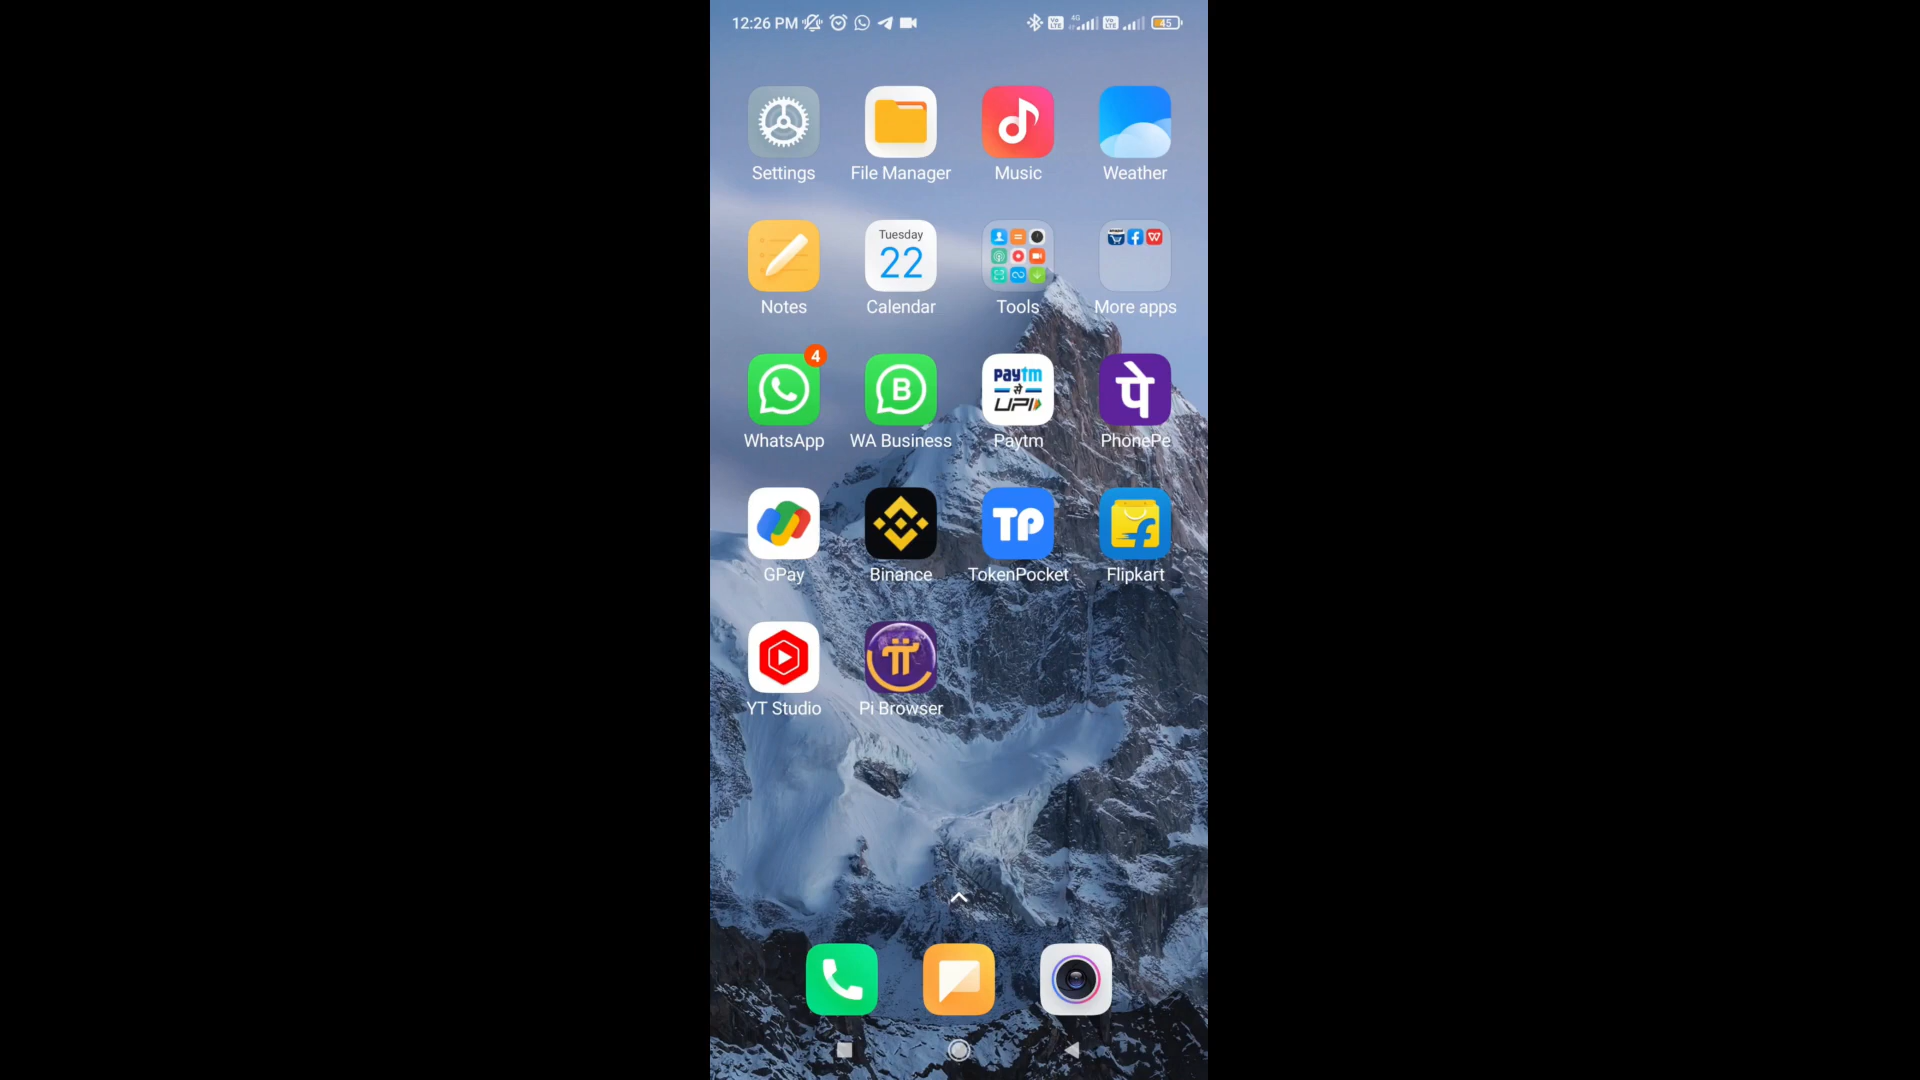 12:26 PM
45
Settings
File Manager
Music
Weather
Tuesday
22
Notes
Calendar
Tools
More apps
4
B
paytm
से
UPI
पे
WhatsApp
WA Business
Paytm
PhonePe
TP
GPay
Binance
TokenPocket
Flipkart
YT Studio
Pi Browser